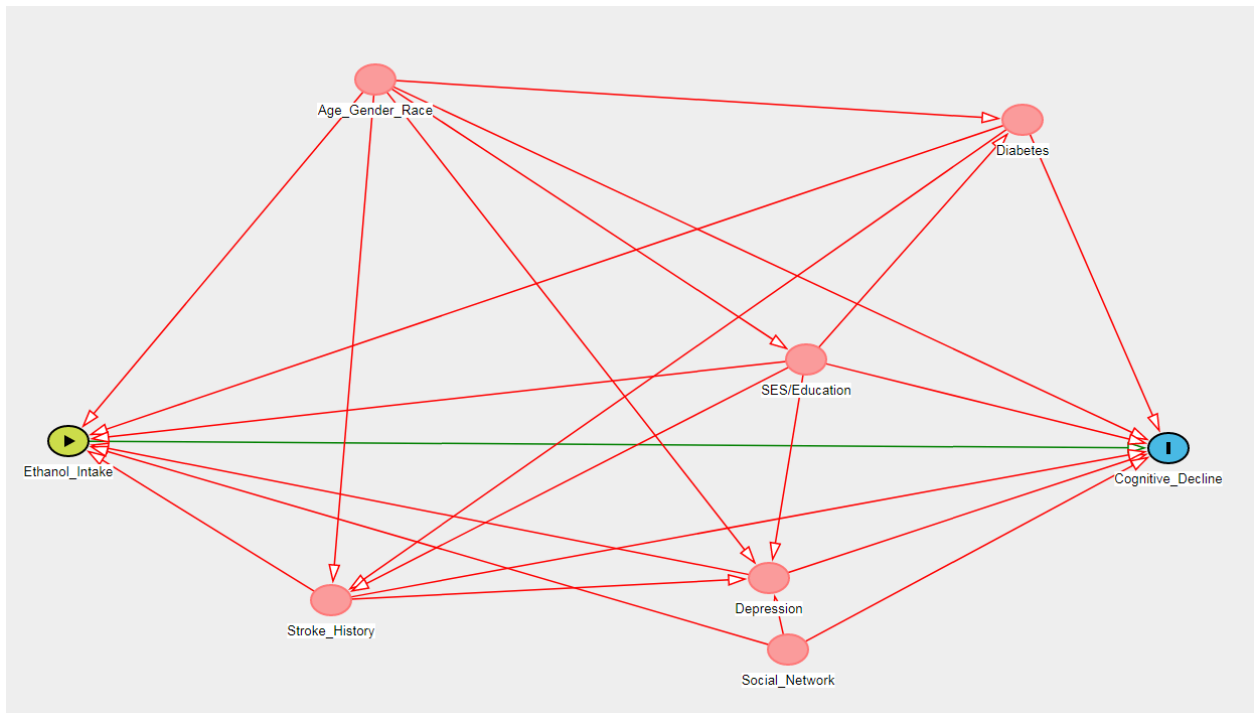 Age_Gender_Race
Diabetes
SES/Education
Ethanol_Intake
Cognitive_Decline
Depression
Stroke_History
Social_Network